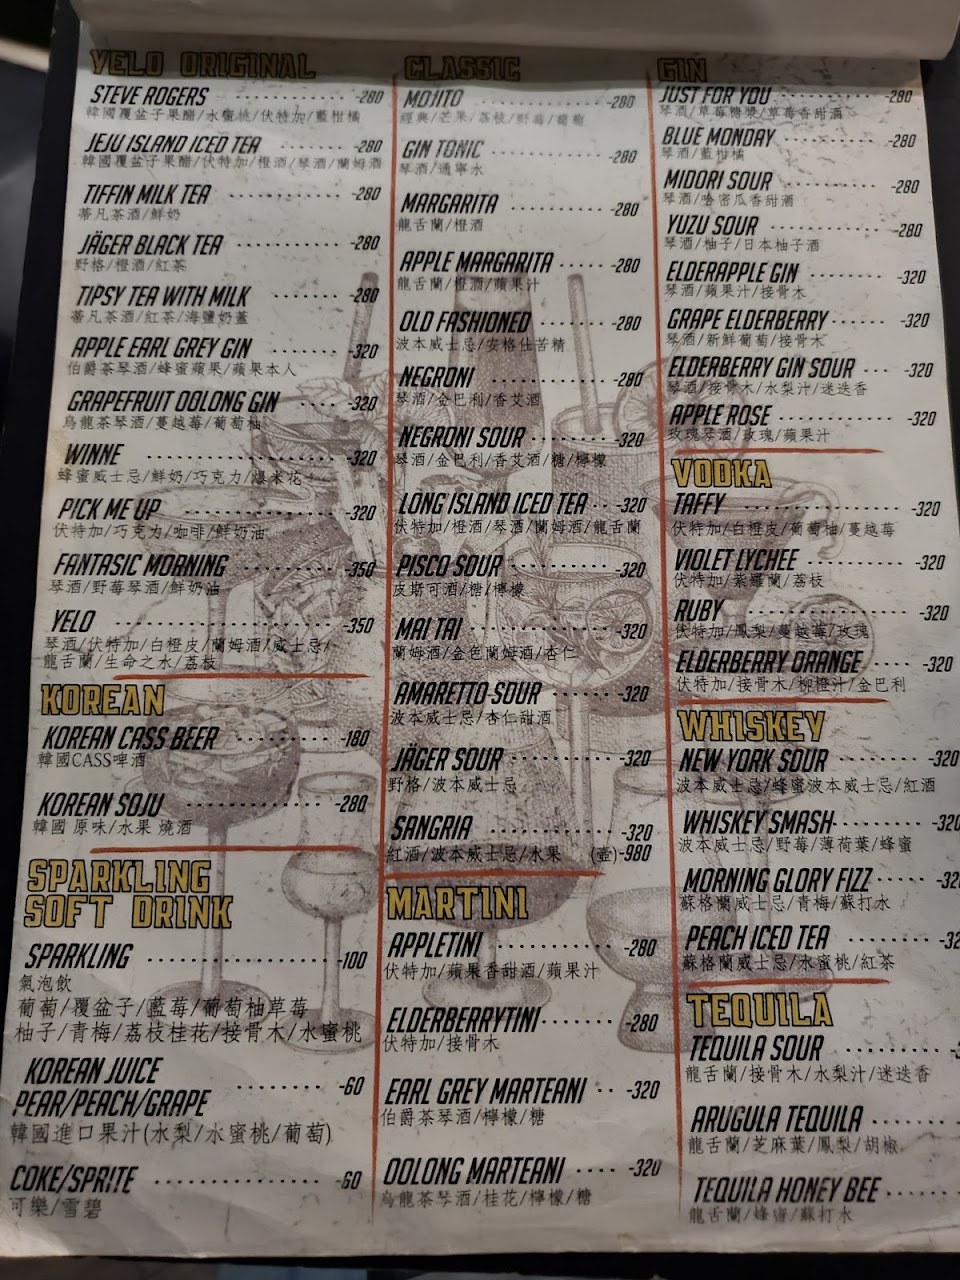 YELO ORIGINAL
STEVE ROGERS ·········· -280
韓國覆盆子果醋/水蜜桃/伏特加/藍柑橘
JEJU ISLAND ICED TEA ······· -280
韓國覆盆子果醋/伏特加/橙酒/琴酒/蘭姆酒
TIFFIN MILK TEA ·········· -280
蒂凡茶酒/鮮奶
JÄGER BLACK TEA ········· -280
野格/橙酒/紅茶
TIPSY TEA WITH MILK ······· -280
蒂凡茶酒/紅茶/海鹽奶蓋
APPLE EARL GREY GIN ······ -320
伯爵茶琴酒/蜂蜜蘋果/蘋果本人
GRAPEFRUIT OOLONG GIN ····· -320
烏龍茶琴酒/蔓越莓/葡萄柚
WINNE ················ -320
蜂蜜威士忌/鮮奶/巧克力/爆米花
PICK ME UP ············· -320
伏特加/巧克力/咖啡/鮮奶油
FANTASIC MORNING ········ -350
琴酒/野莓琴酒/鮮奶油
YELO ················· -350
琴酒/伏特加/白橙皮/蘭姆酒/威士忌/
龍舌蘭/生命之水/荔枝
KOREAN
KOREAN CASS BEER ········ -180
韓國CASS啤酒
KOREAN SOJU ············ -280
韓國 原味/水果 燒酒
SPARKLING
SOFT DRINK
SPARKLING ············· -100
氣泡飲
葡萄/覆盆子/藍莓/葡萄柚草莓
柚子/青梅/荔枝桂花/接骨木/水蜜桃
KOREAN JUICE
PEAR/PEACH/GRAPE ········ -60
韓國進口果汁(水梨/水蜜桃/葡萄)
COKE/SPRITE ············ -60
可樂/雪碧
CLASSIC
MOJITO ·············· -280
經典/芒果/荔枝/野莓/葡萄
GIN TONIC ············ -280
琴酒/通寧水
MARGARITA ··········· -280
龍舌蘭/橙酒
APPLE MARGARITA ······ -280
龍舌蘭/橙酒/蘋果汁
OLD FASHIONED ········ -280
波本威士忌/安格仕苦精
NEGRONI ············· -280
琴酒/金巴利/香艾酒
NEGRONI SOUR ········· -320
琴酒/金巴利/香艾酒/糖/檸檬
LONG ISLAND ICED TEA ··· -320
伏特加/橙酒/琴酒/蘭姆酒/龍舌蘭
PISCO SOUR ··········· -320
皮斯可酒/糖/檸檬
MAI TAI ·············· -320
蘭姆酒/金色蘭姆酒/杏仁
AMARETTO SOUR ········ -320
波本威士忌/杏仁甜酒
JÄGER SOUR ··········· -320
野格/波本威士忌
SANGRIA ············· -320
紅酒/波本威士忌/水果 (壺)-980
MARTINI
APPLETINI ············ -280
伏特加/蘋果香甜酒/蘋果汁
ELDERBERRYTINI ······· -280
伏特加/接骨木
EARL GREY MARTEANI ·· -320
伯爵茶琴酒/檸檬/糖
OOLONG MARTEANI ···· -320
烏龍茶琴酒/桂花/檸檬/糖
GIN
JUST FOR YOU ·········· -280
琴酒/草莓糖漿/草莓香甜酒
BLUE MONDAY ·········· -280
琴酒/藍柑橘
MIDORI SOUR ··········· -280
琴酒/哈密瓜香甜酒
YUZU SOUR ············ -280
琴酒/柚子/日本柚子酒
ELDERAPPLE GIN ········ -320
琴酒/蘋果汁/接骨木
GRAPE ELDERBERRY ······ -320
琴酒/新鮮葡萄/接骨木
ELDERBERRY GIN SOUR ··· -320
琴酒/接骨木/水梨汁/迷迭香
APPLE ROSE ············ -320
玫瑰琴酒/玫瑰/蘋果汁
VODKA
TAFFY ················ -320
伏特加/白橙皮/葡萄柚/蔓越莓
VIOLET LYCHEE ········· -320
伏特加/紫羅蘭/荔枝
RUBY ················· -320
伏特加/鳳梨/蔓越莓/玫瑰
ELDERBERRY ORANGE ···· -320
伏特加/接骨木/柳橙汁/金巴利
WHISKEY
NEW YORK SOUR ········ -320
波本威士忌/蜂蜜波本威士忌/紅酒
WHISKEY SMASH ········ -320
波本威士忌/野莓/薄荷葉/蜂蜜
MORNING GLORY FIZZ ···· -32
蘇格蘭威士忌/青梅/蘇打水
PEACH ICED TEA ········ -32
蘇格蘭威士忌/水蜜桃/紅茶
TEQUILA
TEQUILA SOUR ········· -3
龍舌蘭/接骨木/水梨汁/迷迭香
ARUGULA TEQUILA ······
龍舌蘭/芝麻葉/鳳梨/胡椒
TEQUILA HONEY BEE ······
龍舌蘭/蜂蜜/蘇打水